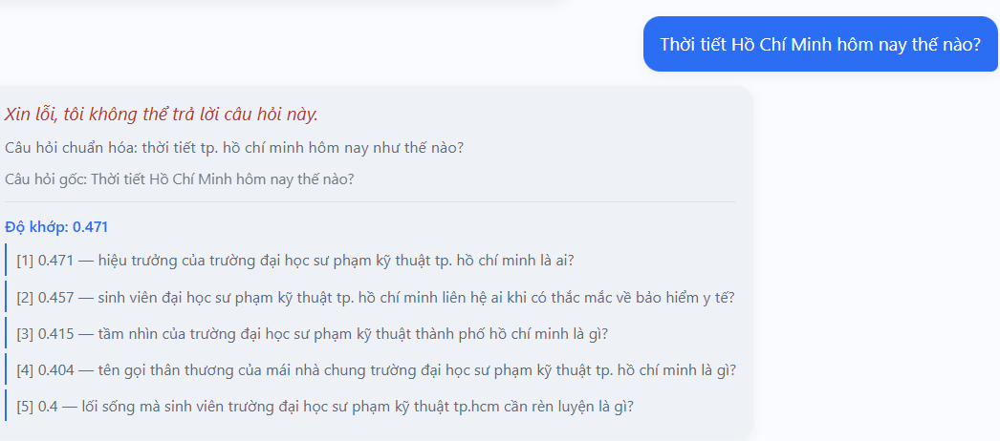 Thời tiết Hồ Chí Minh hôm nay thế nào?
Xin lỗi, tôi không thể trả lời câu hỏi này.
Câu hỏi chuẩn hóa: thời tiết tp. hồ chí minh hôm nay như thế nào?
Câu hỏi gốc: Thời tiết Hồ Chí Minh hôm nay thế nào?
Độ khớp: 0.471
[1] 0.471 — hiệu trưởng của trường đại học sư phạm kỹ thuật tp. hồ chí minh là ai?
[2] 0.457 — sinh viên đại học sư phạm kỹ thuật tp. hồ chí minh liên hệ ai khi có thắc mắc về bảo hiểm y tế?
[3] 0.415 — tầm nhìn của trường đại học sư phạm kỹ thuật thành phố hồ chí minh là gì?
[4] 0.404 — tên gọi thân thương của mái nhà chung trường đại học sư phạm kỹ thuật tp. hồ chí minh là gì?
[5] 0.4 — lối sống mà sinh viên trường đại học sư phạm kỹ thuật tp.hcm cần rèn luyện là gì?